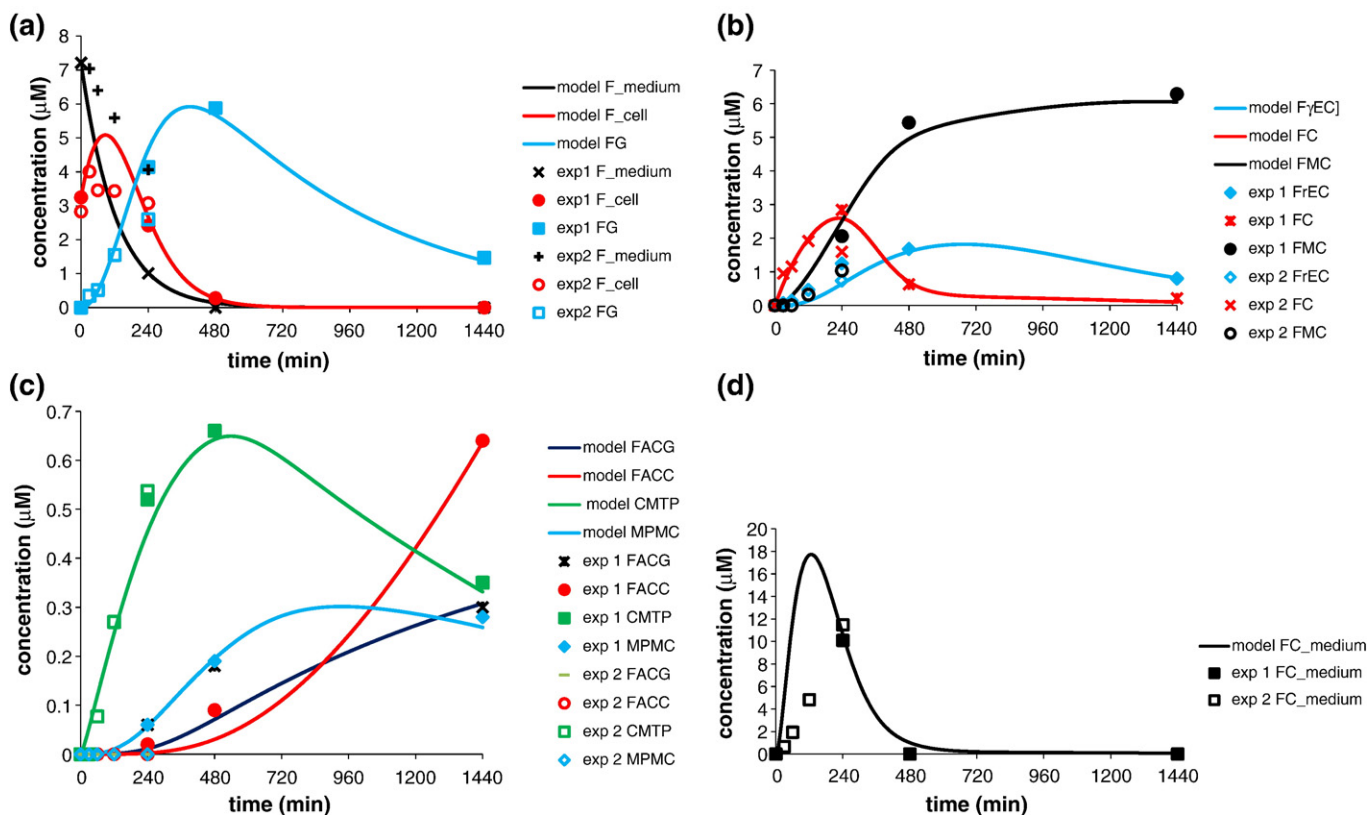 (a)
8
7
6
5
4
3
2
1
0
concentration (μM)
0 240 480 720 960 1200 1440
time (min)
model F_medium
model F_cell
model FG
exp1 F_medium
exp1 F_cell
exp1 FG
exp2 F_medium
exp2 F_cell
exp2 FG
(b)
7
6
5
4
3
2
1
0
concentration (μM)
0 240 480 720 960 1200 1440
time (min)
model FγEC]
model FC
model FMC
exp 1 FrEC
exp 1 FC
exp 1 FMC
exp 2 FrEC
exp 2 FC
exp 2 FMC
(c)
0.7
0.6
0.5
0.4
0.3
0.2
0.1
0
concentration (μM)
0 240 480 720 960 1200 1440
time (min)
model FACG
model FACC
model CMTP
model MPMC
exp 1 FACG
exp 1 FACC
exp 1 CMTP
exp 1 MPMC
exp 2 FACG
exp 2 FACC
exp 2 CMTP
exp 2 MPMC
(d)
20
18
16
14
12
10
8
6
4
2
0
concentration (μM)
0 240 480 720 960 1200 1440
time (min)
model FC_medium
exp 1 FC_medium
exp 2 FC_medium